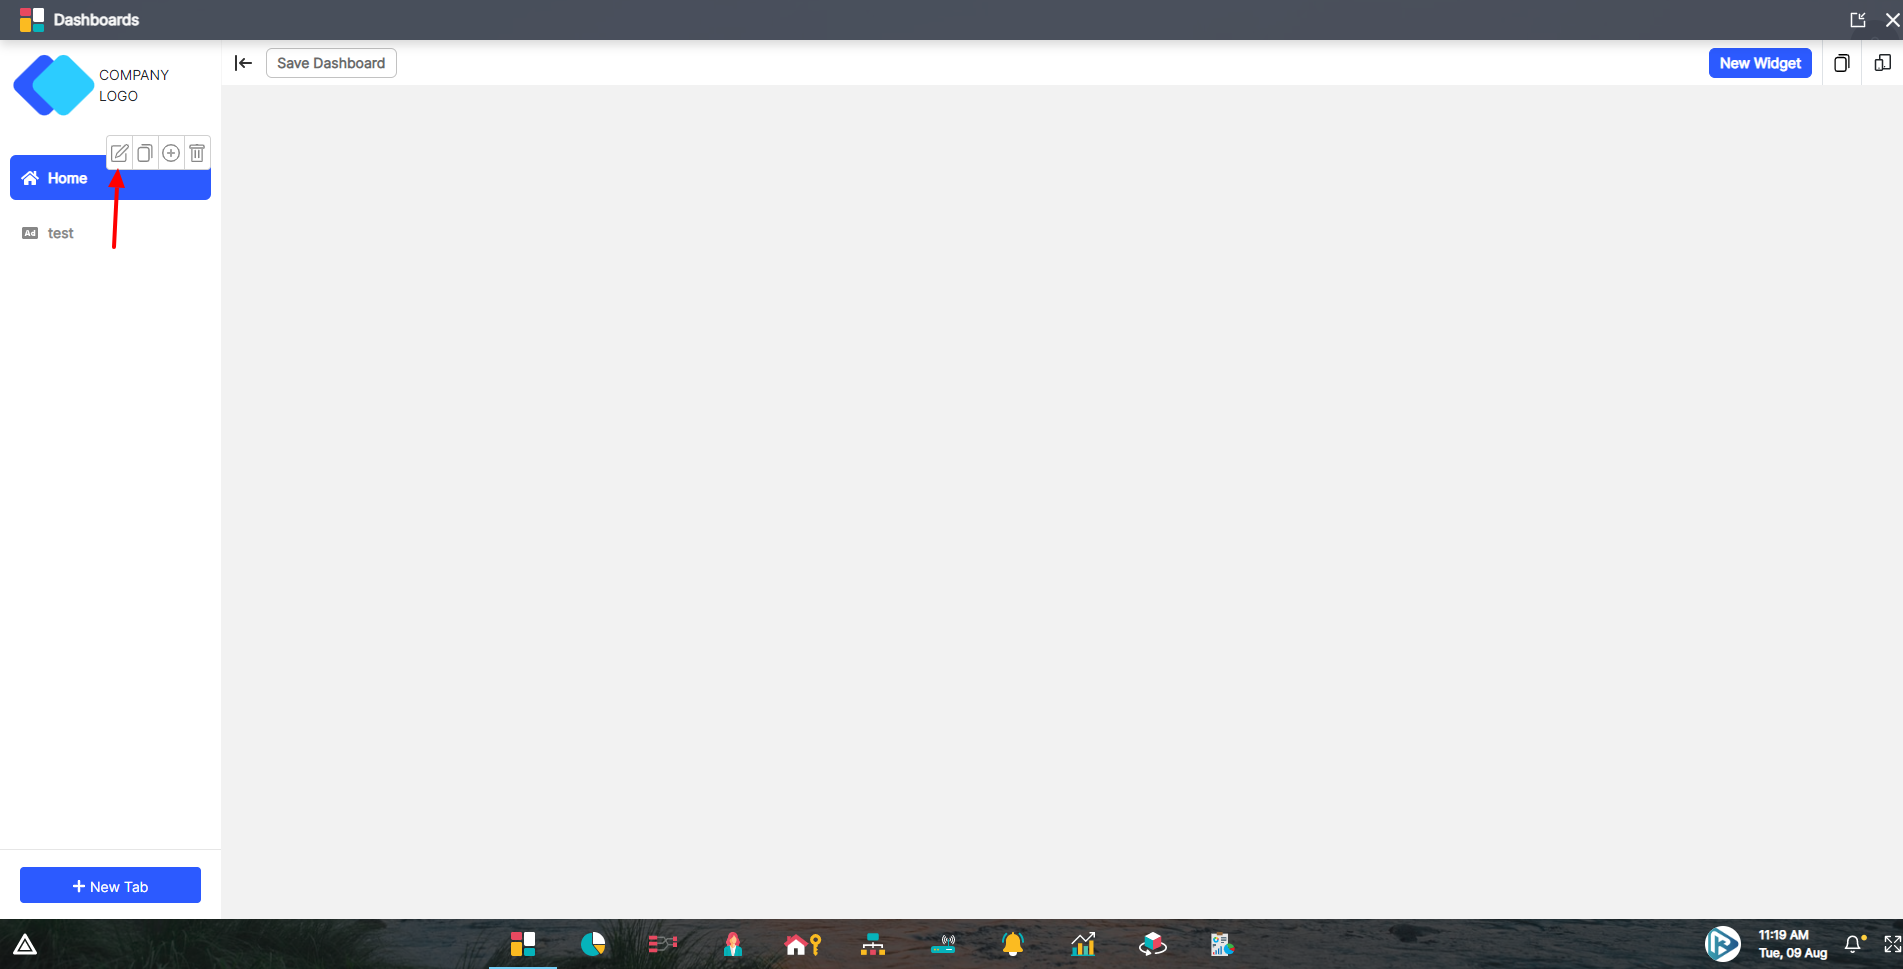 Dashboards
COMPANY
LOGO
Save Dashboard
New Widget
Home
Ad test
New Tab
11:19 AM
Tue, 09 Aug